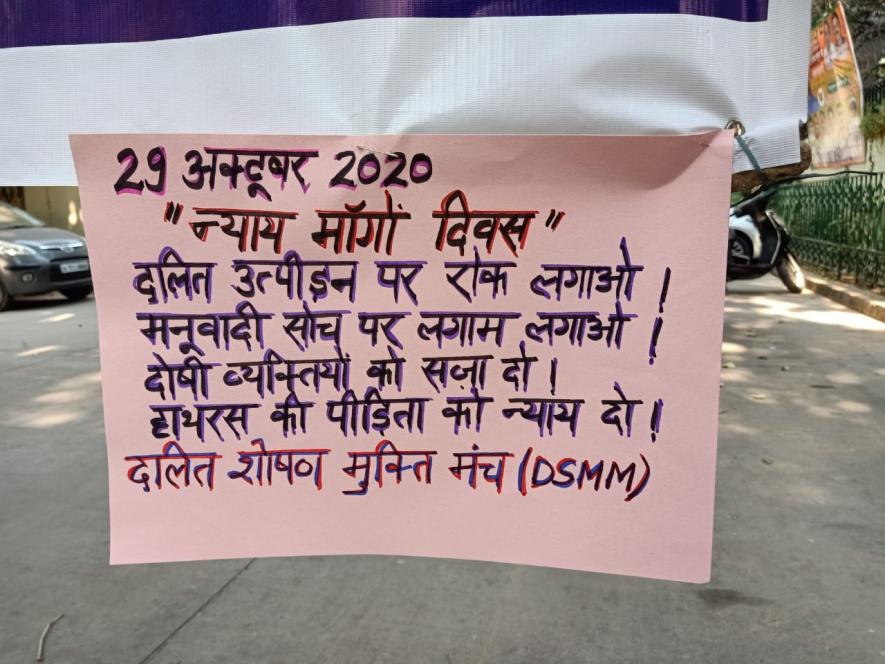 29 अक्टूबर 2020
"न्याय माँगों दिवस"
दलित उत्पीड़न पर रोक लगाओ !
मनूवादी सोच पर लगाम लगाओ !
दोषी व्यक्तियों को सज़ा दो !
हाथरस की पीड़िता को न्याय दो !
दलित शोषण मुक्ति मंच (DSMM)